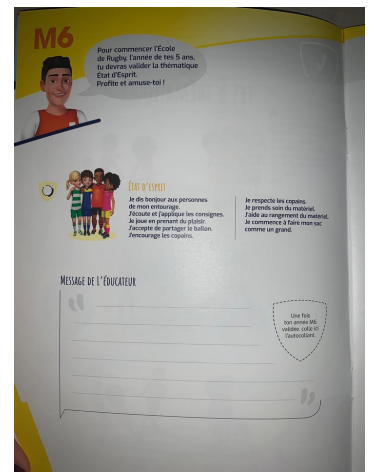 M6
Pour commencer l'École
de Rugby, l'année de tes 5 ans,
tu devras valider la thématique
État d'Esprit.
Profite et amuse-toi !
ÉTAT D'ESPRIT
Je dis bonjour aux personnes
de mon entourage.
J'écoute et j'applique les consignes.
Je joue en prenant du plaisir.
J'accepte de partager le ballon.
J'encourage les copains.
Je respecte les copains.
Je prends soin du matériel.
J'aide au rangement du matériel.
Je commence à faire mon sac
comme un grand.
MESSAGE DE L'ÉDUCATEUR
Une fois
ton année M6
validée, colle ici
l'autocollant.